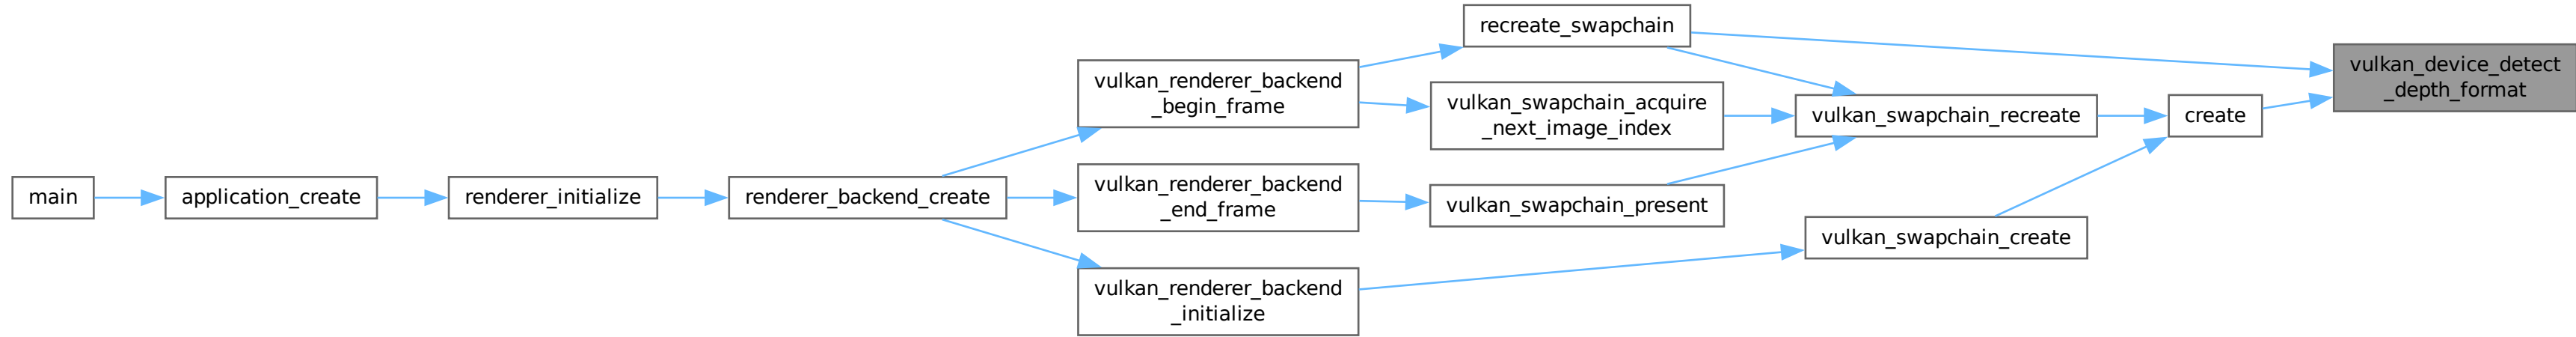 main
application_create
renderer_initialize
renderer_backend_create
vulkan_renderer_backend
_begin_frame
vulkan_renderer_backend
_end_frame
vulkan_renderer_backend
_initialize
recreate_swapchain
vulkan_swapchain_acquire
_next_image_index
vulkan_swapchain_present
vulkan_swapchain_recreate
vulkan_swapchain_create
create
vulkan_device_detect
_depth_format